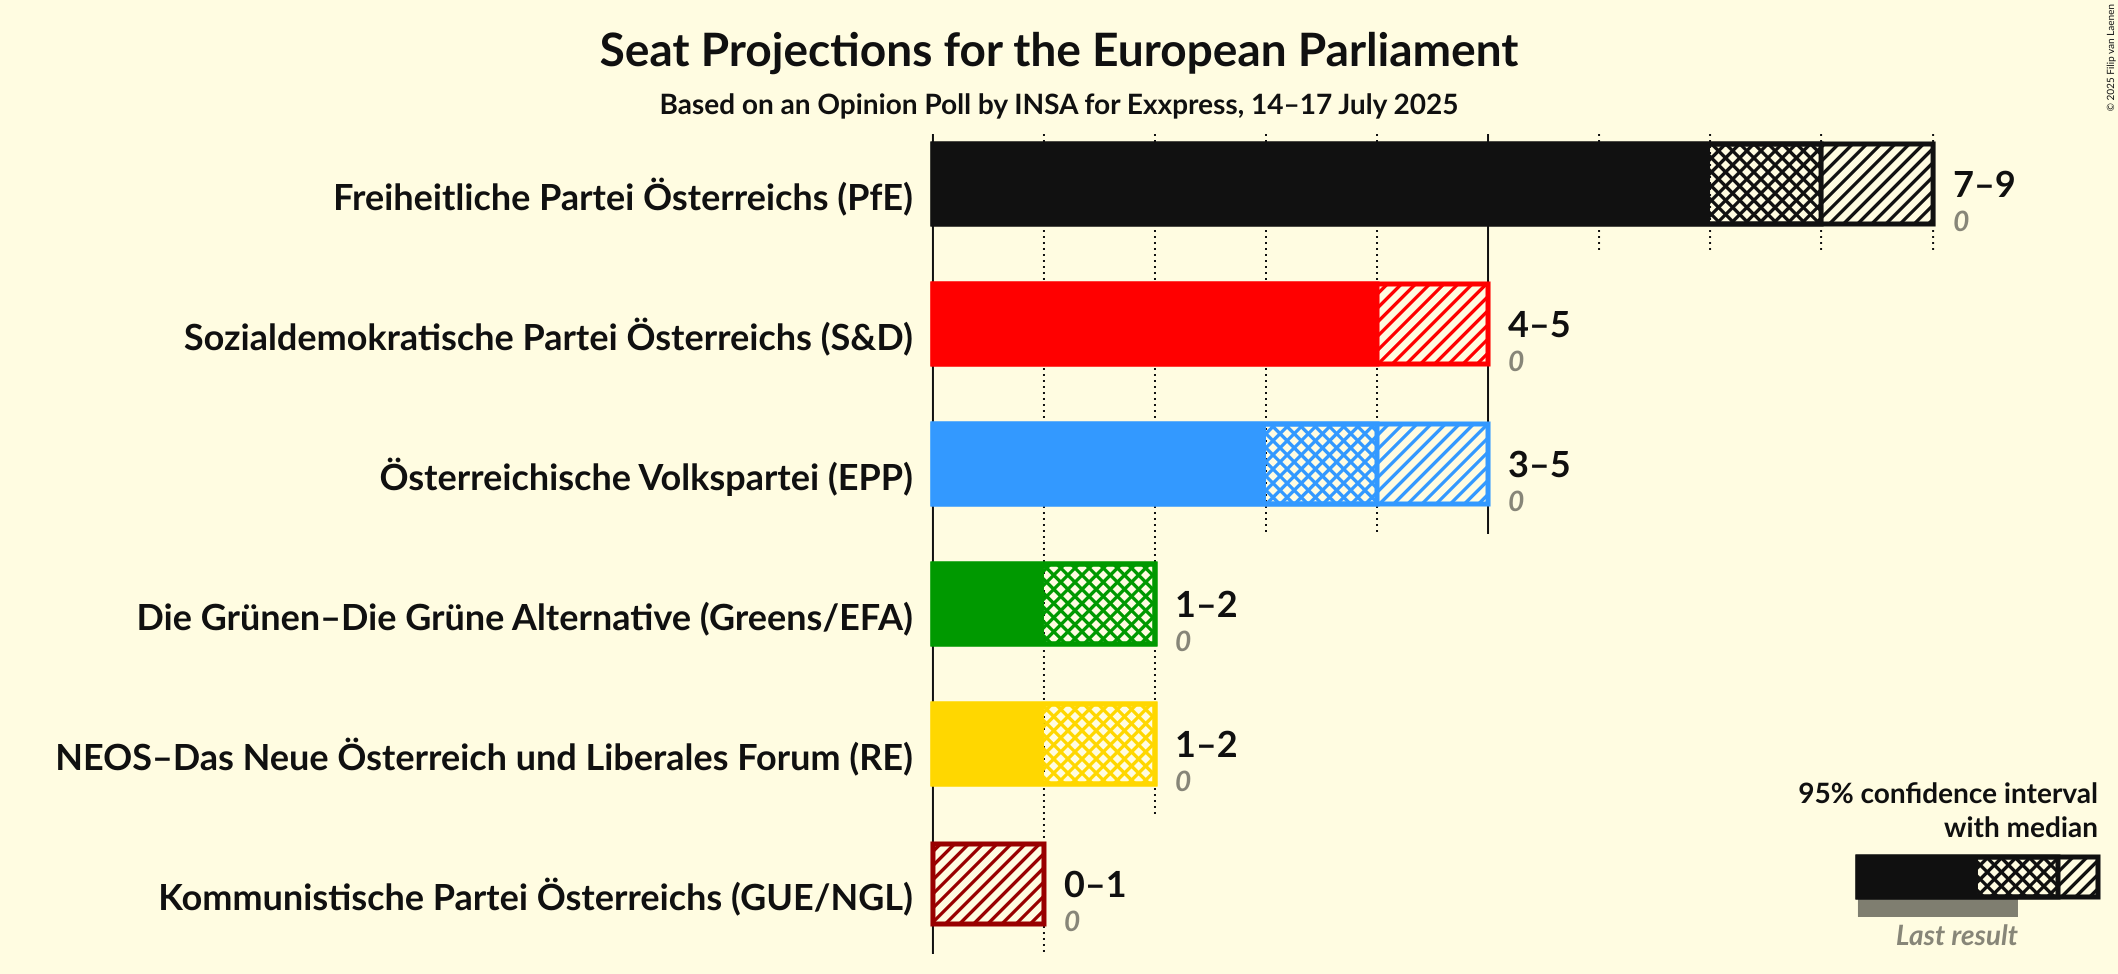 Seat Projections for the European Parliament
Based on an Opinion Poll by INSA for Exxpress, 14–17 July 2025
© 2025 Filip van Laenen
Freiheitliche Partei Österreichs (PfE)
7–9
0
Sozialdemokratische Partei Österreichs (S&D)
4–5
0
Österreichische Volkspartei (EPP)
3–5
0
Die Grünen–Die Grüne Alternative (Greens/EFA)
1–2
0
NEOS–Das Neue Österreich und Liberales Forum (RE)
1–2
0
Kommunistische Partei Österreichs (GUE/NGL)
0–1
0
95% confidence interval
with median
Last result